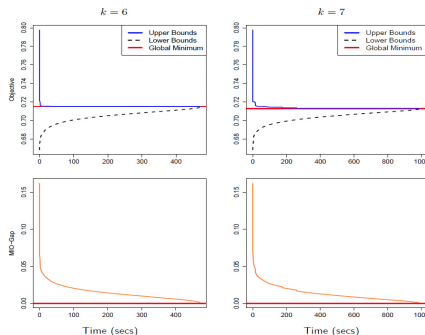 k = 6
k = 7
Objective
0.68 0.70 0.72 0.74 0.76 0.78 0.80
Upper Bounds
Lower Bounds
Global Minimum
0 100 200 300 400
0.68 0.70 0.72 0.74 0.76 0.78 0.80
Upper Bounds
Lower Bounds
Global Minimum
0 200 400 600 800 1000
MIO-Gap
0.00 0.05 0.10 0.15
0 100 200 300 400
Time (secs)
0.00 0.05 0.10 0.15
0 200 400 600 800 1000
Time (secs)